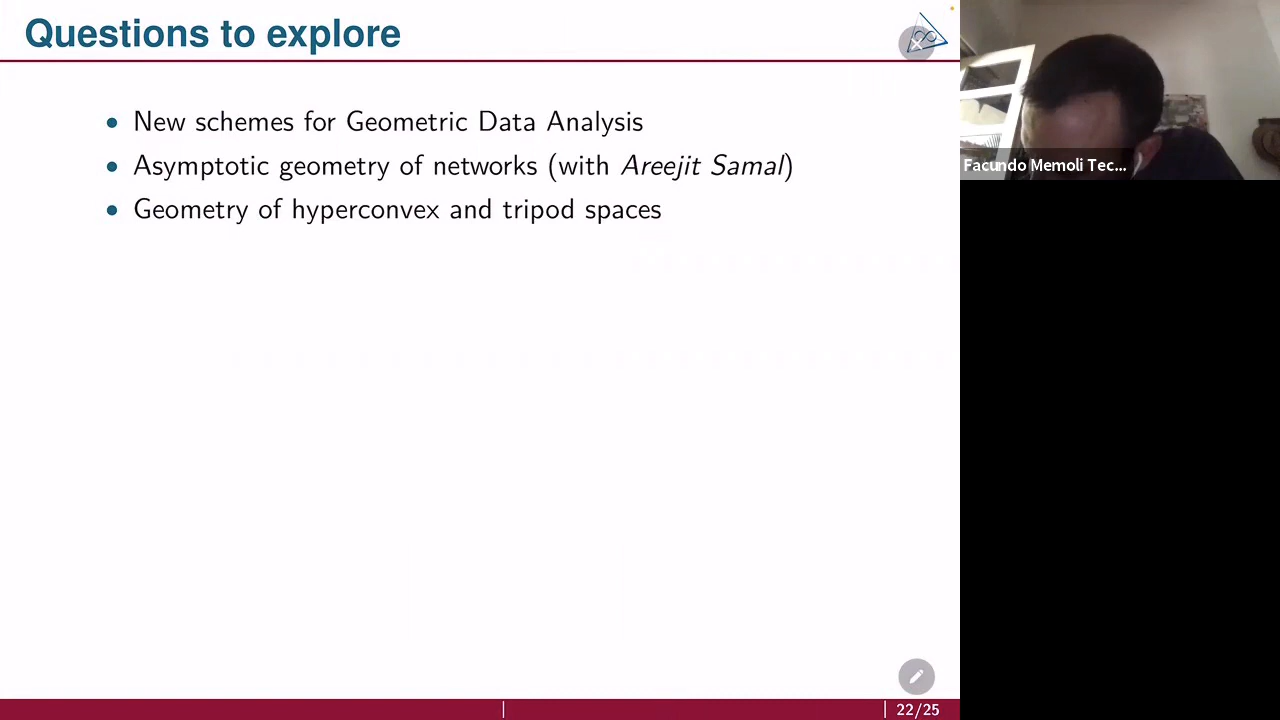 Questions to explore
• New schemes for Geometric Data Analysis
• Asymptotic geometry of networks (with Areejit Samal)
• Geometry of hyperconvex and tripod spaces
Facundo Memoli Tec...
22/25